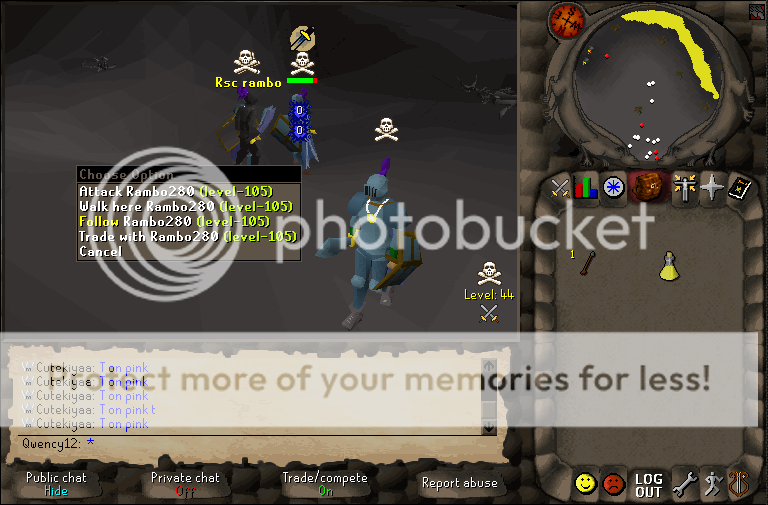 Rsc rambo
0
0
Choose Option
Attack Rambo280 (level-105)
Walk here Rambo280 (level-105)
Follow Rambo280 (level-105)
Trade with Rambo280 (level-105)
Cancel
photobucket
1
Level: 44
Protect more of your memories for less!
Cutekiyaa: T on pink
Cutekiyaa: T on pink
Cutekiyaa: T on pink
Cutekiyaa: T on pink t
Cutekiyaa: T on pink
Qwency12: *
Public chat
Hide
Private chat
Off
Trade/compete
On
Report abuse
LOG
OUT